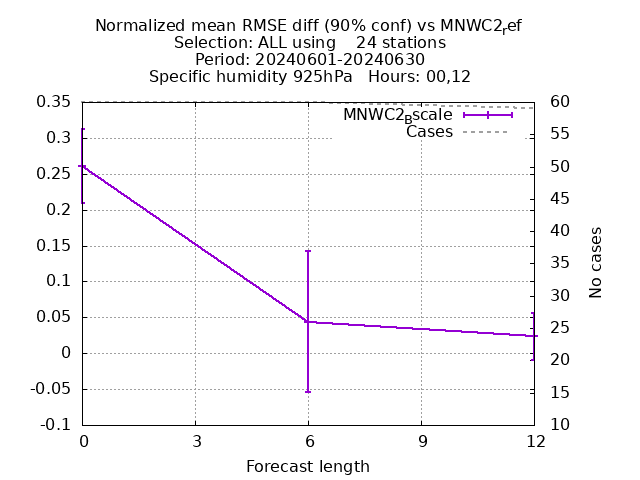 Normalized mean RMSE diff (90% conf) vs MNWC2ref
Selection: ALL using    24 stations
Period: 20240601-20240630
Specific humidity 925hPa   Hours: 00,12
MNWC2Bscale
Cases
0.35
0.3
0.25
0.2
0.15
0.1
0.05
0
-0.05
-0.1
60
55
50
45
40
35
30
25
20
15
10
No cases
0 3 6 9 12
Forecast length